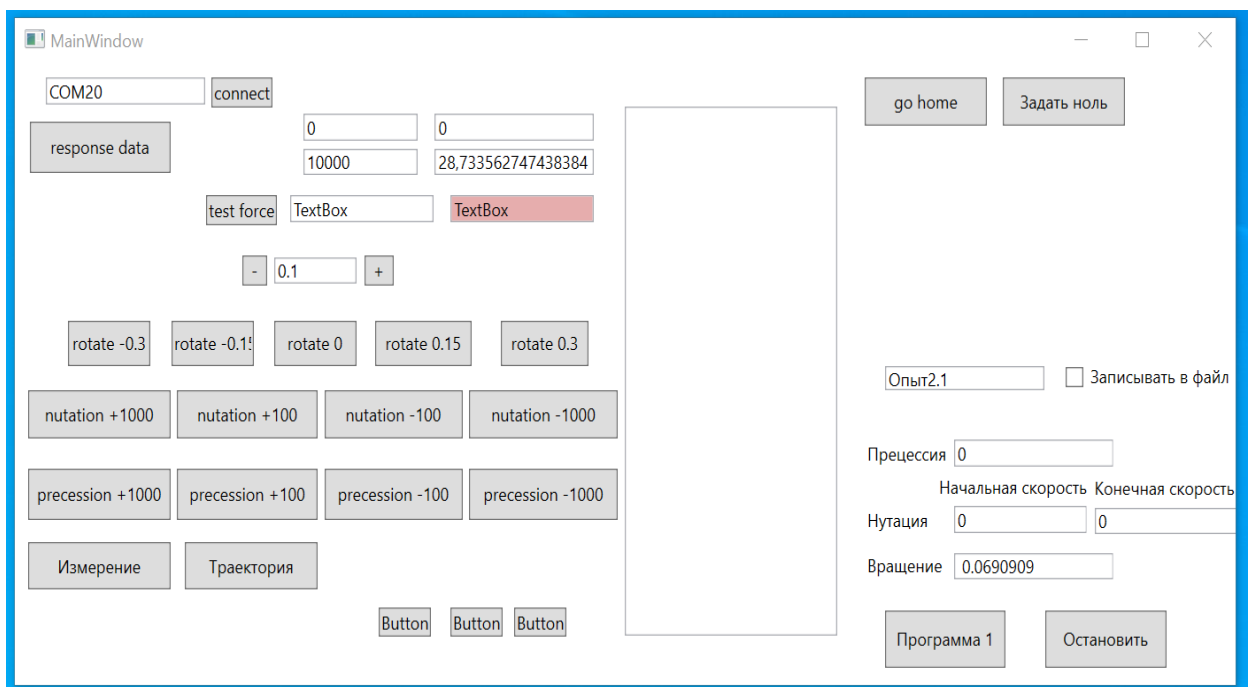 MainWindow
COM20 connect
go home Задать ноль
response data
0 0
10000 28,733562747438384
test force TextBox TextBox
- 0.1 +
rotate -0.3 rotate -0.1 rotate 0 rotate 0.15 rotate 0.3
Опыт2.1 Записывать в файл
nutation +1000 nutation +100 nutation -100 nutation -1000
Прецессия 0
precession +1000 precession +100 precession -100 precession -1000
Начальная скорость Конечная скорость
Нутация 0 0
Измерение Траектория
Вращение 0.0690909
Button Button Button
Программа 1 Остановить